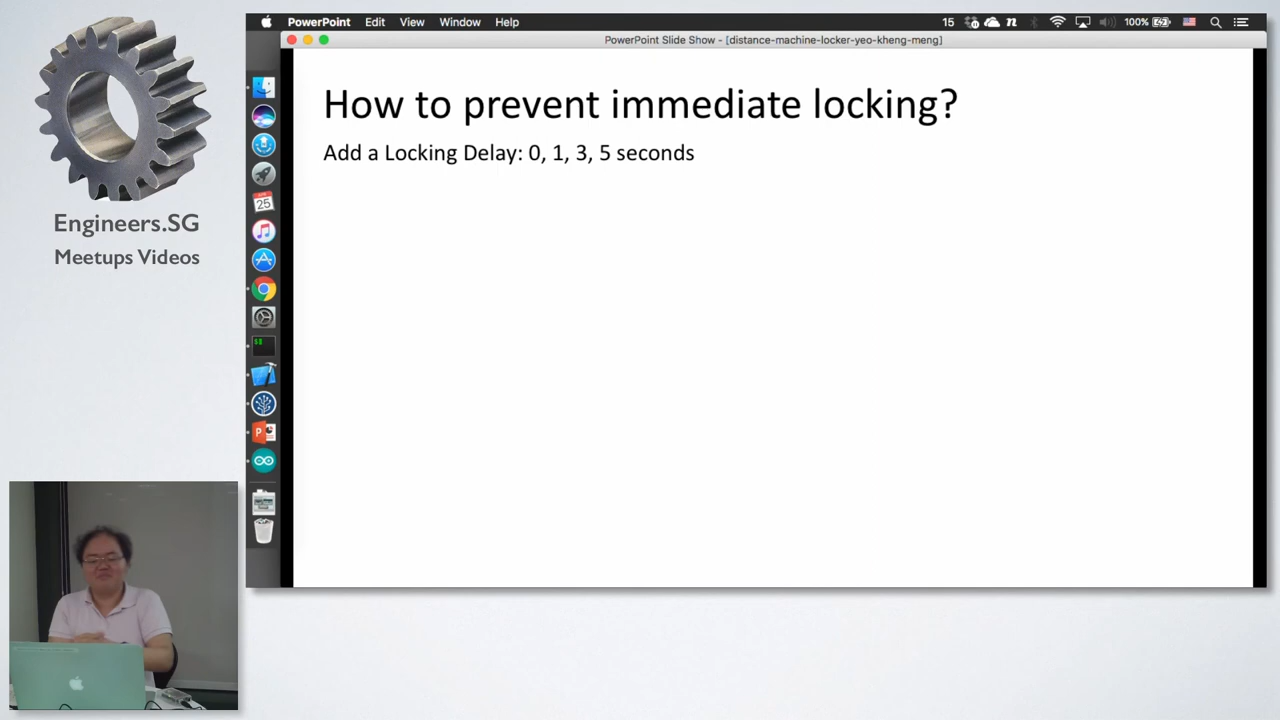 PowerPoint Edit View Window Help
15
100%
PowerPoint Slide Show - [distance-machine-locker-yeo-kheng-meng]
How to prevent immediate locking?
Add a Locking Delay: 0, 1, 3, 5 seconds
25
Engineers.SG
Meetups Videos